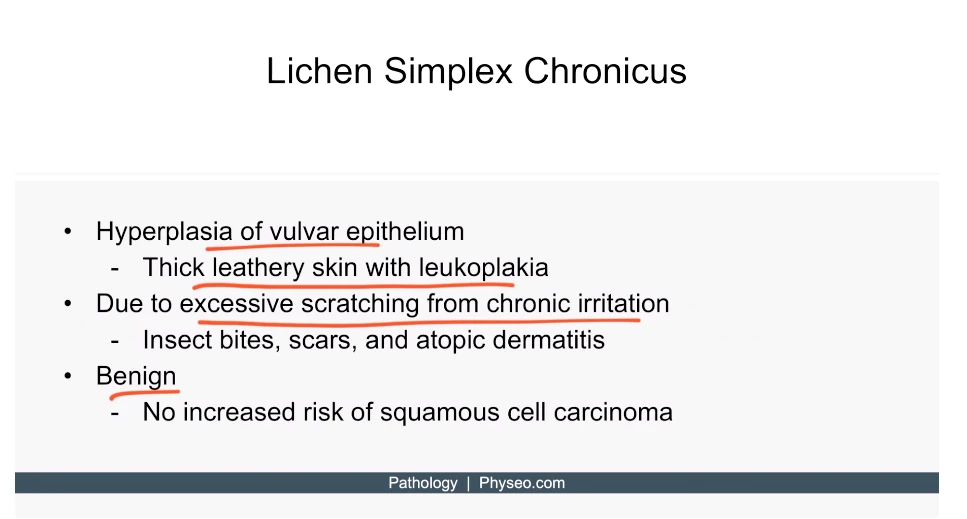 Lichen Simplex Chronicus
• Hyperplasia of vulvar epithelium
- Thick leathery skin with leukoplakia
• Due to excessive scratching from chronic irritation
- Insect bites, scars, and atopic dermatitis
• Benign
- No increased risk of squamous cell carcinoma
Pathology | Physeo.com